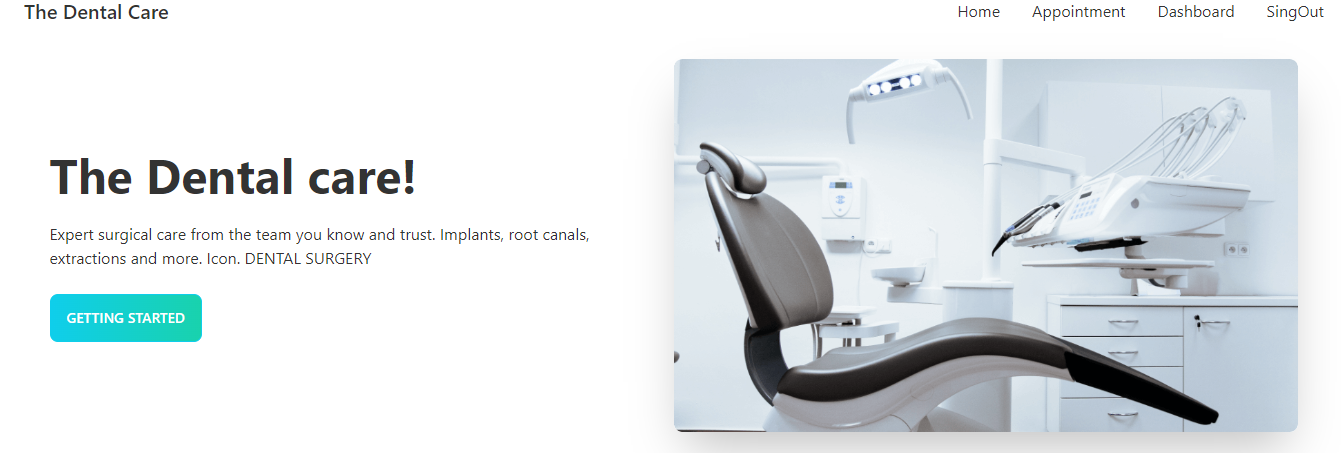 The Dental Care
Home Appointment Dashboard SingOut
The Dental care!
Expert surgical care from the team you know and trust. Implants, root canals,
extractions and more. Icon. DENTAL SURGERY
GETTING STARTED